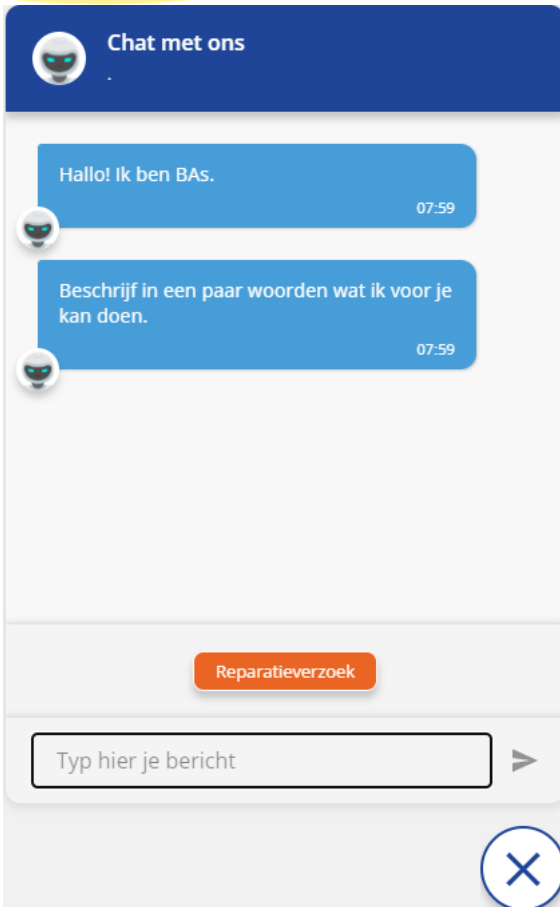 Chat met ons
.
Hallo! Ik ben BAs.
07:59
Beschrijf in een paar woorden wat ik voor je
kan doen.
07:59
Reparatieverzoek
Typ hier je bericht